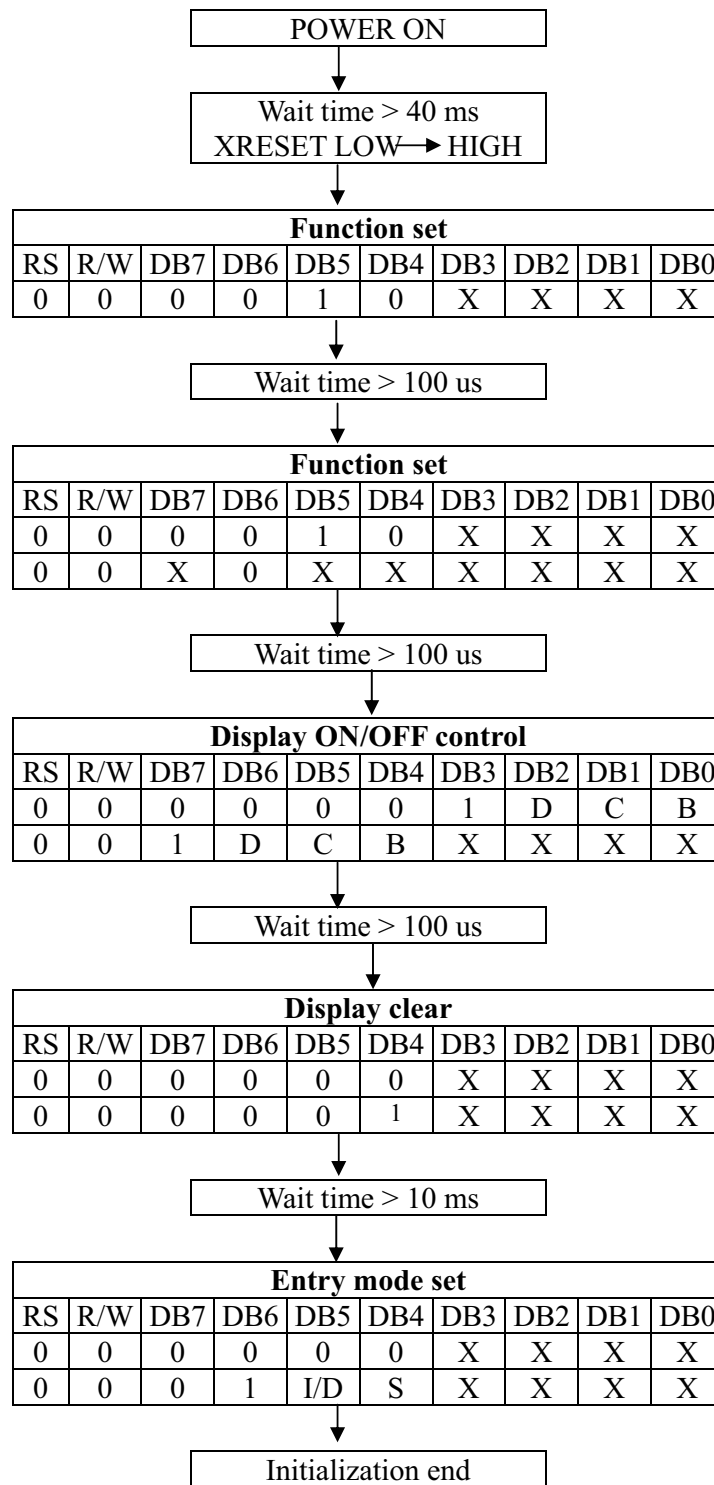 POWER ON
Wait time > 40 ms
XRESET LOW → HIGH
Function set
RS R/W DB7 DB6 DB5 DB4 DB3 DB2 DB1 DB0
0 0 0 0 1 0 X X X X
Wait time > 100 us
Function set
RS R/W DB7 DB6 DB5 DB4 DB3 DB2 DB1 DB0
0 0 0 0 1 0 X X X X
0 0 X 0 X X X X X X
Wait time > 100 us
Display ON/OFF control
RS R/W DB7 DB6 DB5 DB4 DB3 DB2 DB1 DB0
0 0 0 0 0 0 1 D C B
0 0 1 D C B X X X X
Wait time > 100 us
Display clear
RS R/W DB7 DB6 DB5 DB4 DB3 DB2 DB1 DB0
0 0 0 0 0 0 X X X X
0 0 0 0 0 1 X X X X
Wait time > 10 ms
Entry mode set
RS R/W DB7 DB6 DB5 DB4 DB3 DB2 DB1 DB0
0 0 0 0 0 0 X X X X
0 0 0 1 I/D S X X X X
Initialization end